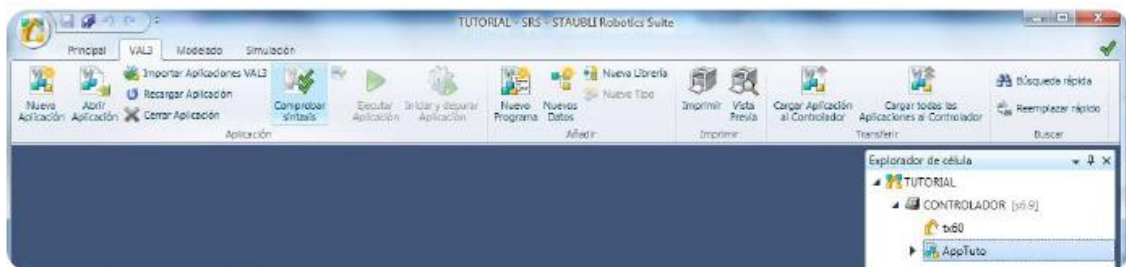 TUTORIAL - SRS - STAUBLI Robotics Suite
Principal VAL3 Modelado Simulación
Nueva Aplicación
Abrir Aplicación
Importar Aplicaciones VAL3
Recargar Aplicación
Cerrar Aplicación
Comprobar sintaxis
Ejecutar Aplicación
Iniciar y depurar Aplicación
Aplicación
Nuevo Programa
Nuevos Datos
Nueva Librería
Nuevo Tipo
Añadir
Imprimir
Vista Previa
Imprimir
Cargar Aplicación al Controlador
Cargar todas las Aplicaciones al Controlador
Transferir
Búsqueda rápida
Reemplazar rápido
Buscar
Explorador de célula
TUTORIAL
CONTROLADOR [s6.9]
tx60
AppTuto